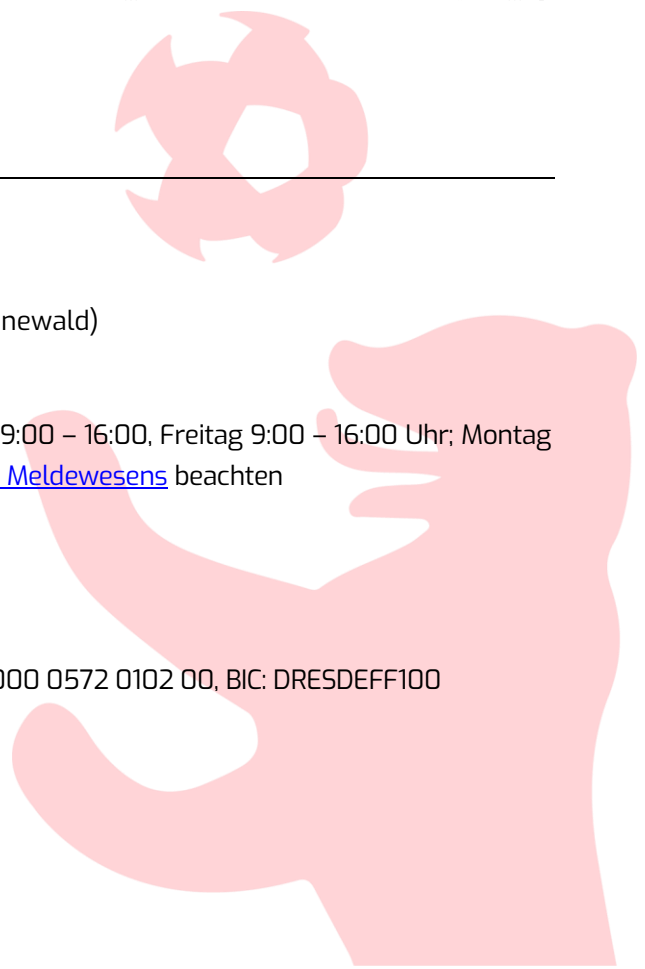 newald)
9:00 – 16:00, Freitag 9:00 – 16:00 Uhr; Montag
Meldewesens beachten
000 0572 0102 00, BIC: DRESDEFF100